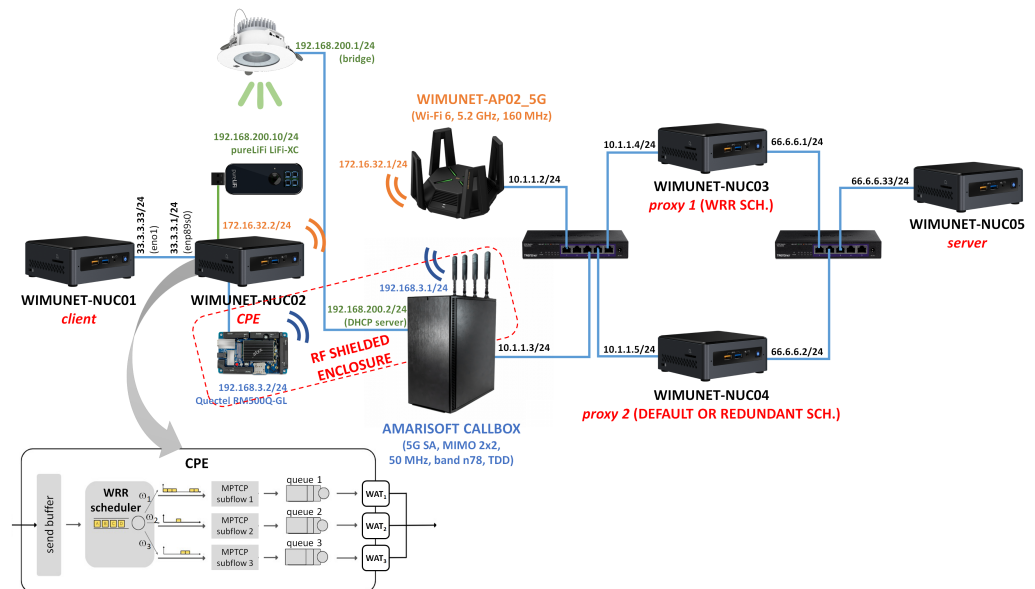 192.168.200.1/24
(bridge)
WIMUNET-AP02_5G
(Wi-Fi 6, 5.2 GHz, 160 MHz)
192.168.200.10/24
pureLiFi LiFi-XC
172.16.32.1/24
10.1.1.2/24
10.1.1.4/24
66.6.6.1/24
WIMUNET-NUC03
proxy 1 (WRR SCH.)
66.6.6.33/24
WIMUNET-NUC05
server
33.3.3.33/24
(eno1)
33.3.3.1/24
(enp89s0)
172.16.32.2/24
WIMUNET-NUC01
client
WIMUNET-NUC02
CPE
192.168.3.1/24
192.168.200.2/24
(DHCP server)
RF SHIELDED
ENCLOSURE
10.1.1.3/24
10.1.1.5/24
66.6.6.2/24
192.168.3.2/24
Quectel RM500Q-GL
WIMUNET-NUC04
proxy 2 (DEFAULT OR REDUNDANT SCH.)
AMARISOFT CALLBOX
(5G SA, MIMO 2x2,
50 MHz, band n78, TDD)
CPE
send buffer
WRR
scheduler
ω1
ω2
ω3
MPTCP
subflow 1
queue 1
WAT1
MPTCP
subflow 2
queue 2
WAT2
MPTCP
subflow 3
queue 3
WAT3